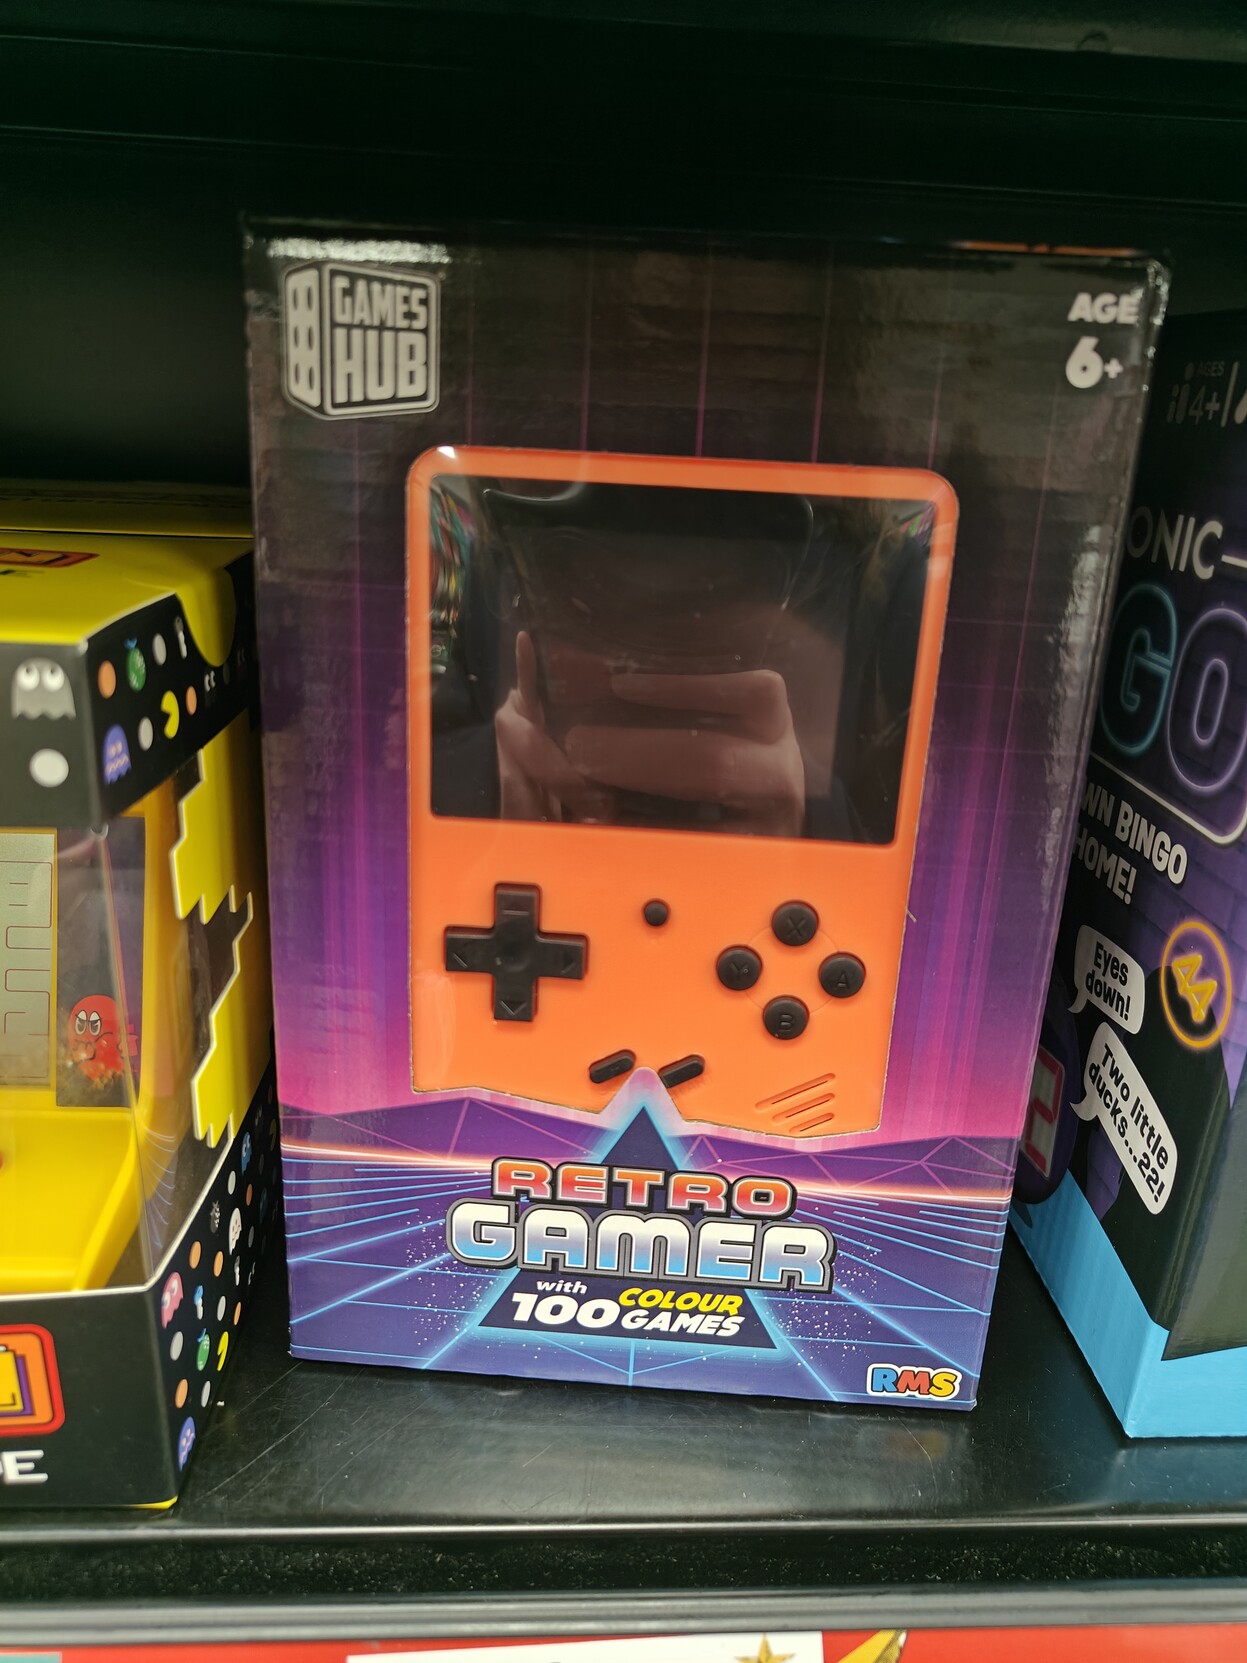 GAMES
HUB
AGE
6+
X
Y
A
B
RETRO
GAMER
with
100 COLOUR
GAMES
RMS
AGES
4+
ONIC
GO
WN BINGO
HOME!
Eyes
down!
Two little
ducks...22!